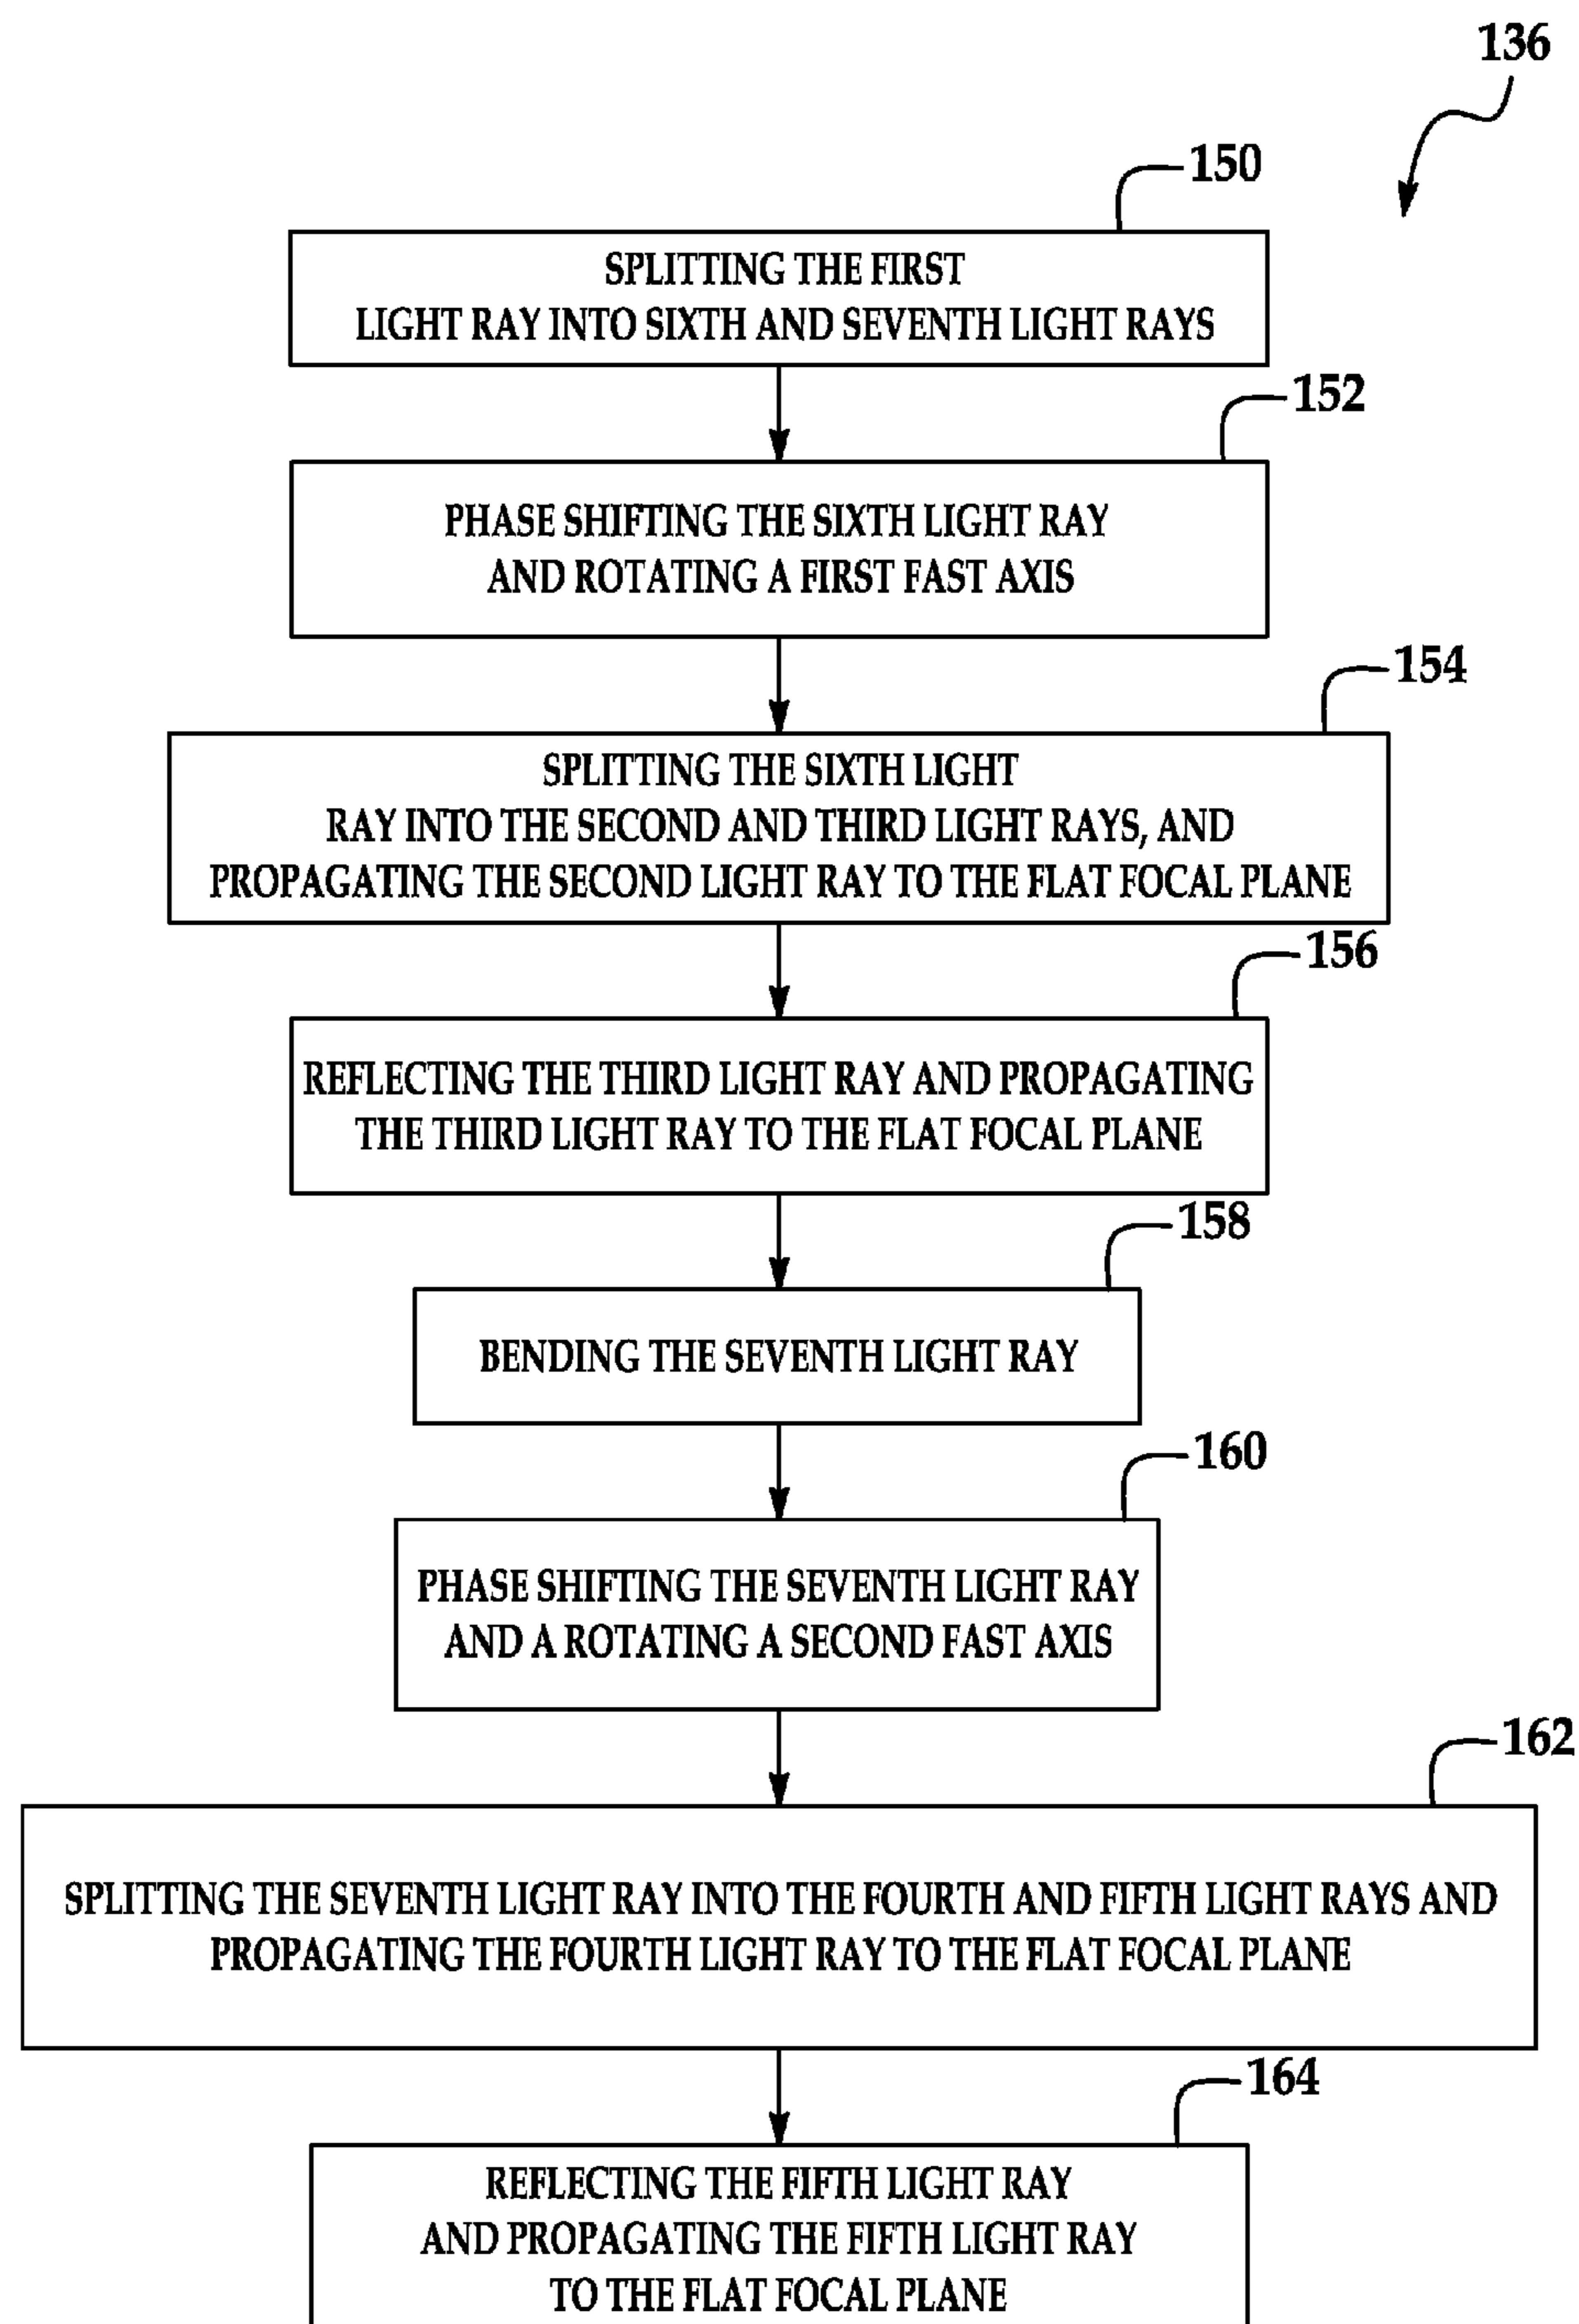 136
150
SPLITTING THE FIRST
LIGHT RAY INTO SIXTH AND SEVENTH LIGHT RAYS
152
PHASE SHIFTING THE SIXTH LIGHT RAY
AND ROTATING A FIRST FAST AXIS
154
SPLITTING THE SIXTH LIGHT
RAY INTO THE SECOND AND THIRD LIGHT RAYS, AND
PROPAGATING THE SECOND LIGHT RAY TO THE FLAT FOCAL PLANE
156
REFLECTING THE THIRD LIGHT RAY AND PROPAGATING
THE THIRD LIGHT RAY TO THE FLAT FOCAL PLANE
158
BENDING THE SEVENTH LIGHT RAY
160
PHASE SHIFTING THE SEVENTH LIGHT RAY
AND A ROTATING A SECOND FAST AXIS
162
SPLITTING THE SEVENTH LIGHT RAY INTO THE FOURTH AND FIFTH LIGHT RAYS AND
PROPAGATING THE FOURTH LIGHT RAY TO THE FLAT FOCAL PLANE
164
REFLECTING THE FIFTH LIGHT RAY
AND PROPAGATING THE FIFTH LIGHT RAY
TO THE FLAT FOCAL PLANE